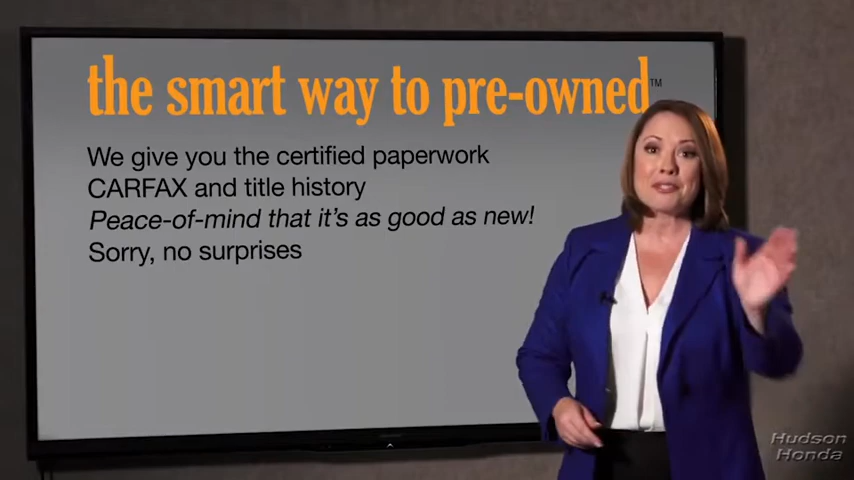 the smart way to pre-owned™
We give you the certified paperwork
CARFAX and title history
Peace-of-mind that it's as good as new!
Sorry, no surprises
Hudson
Honda